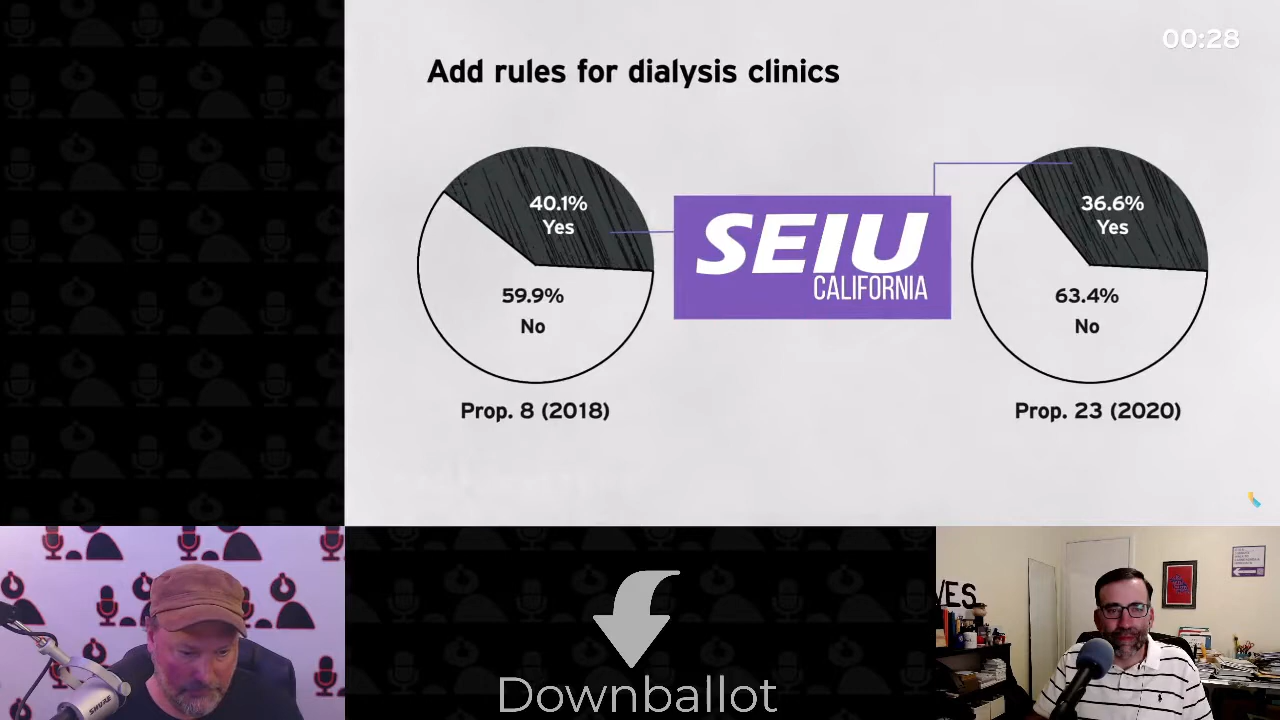 00:28
Add rules for dialysis clinics
40.1%
Yes
59.9%
No
Prop. 8 (2018)
SEIU
CALIFORNIA
36.6%
Yes
63.4%
No
Prop. 23 (2020)
SHURE
Downballot